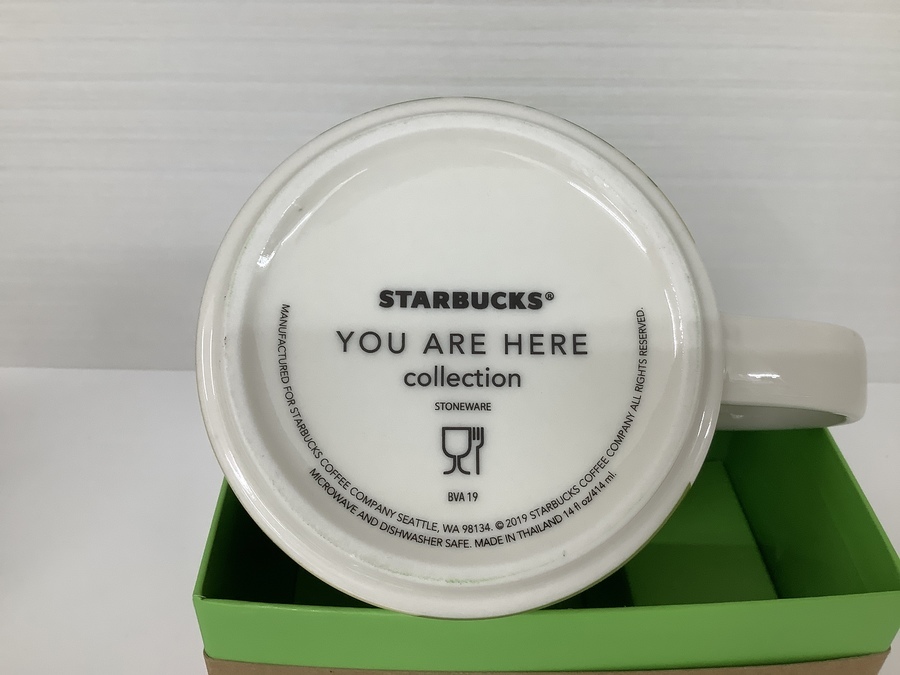 STARBUCKS®
YOU ARE HERE
collection
STONEWARE
BVA 19
MANUFACTURED FOR STARBUCKS COFFEE COMPANY SEATTLE, WA 98134. © 2019 STARBUCKS COFFEE COMPANY ALL RIGHTS RESERVED.
MICROWAVE AND DISHWASHER SAFE. MADE IN THAILAND 14 fl oz/414 ml.